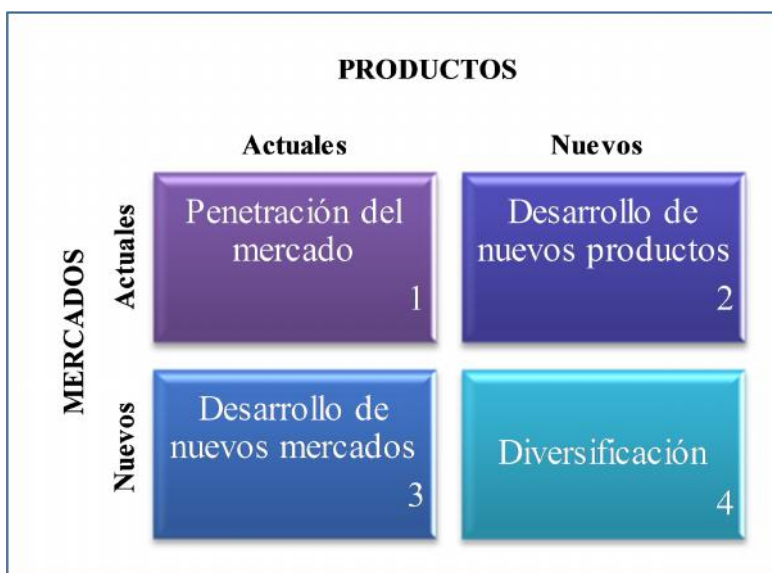 PRODUCTOS
Actuales
Nuevos
MERCADOS
Actuales
Penetración del
mercado
1
Desarrollo de
nuevos productos
2
Nuevos
Desarrollo de
nuevos mercados
3
Diversificación
4